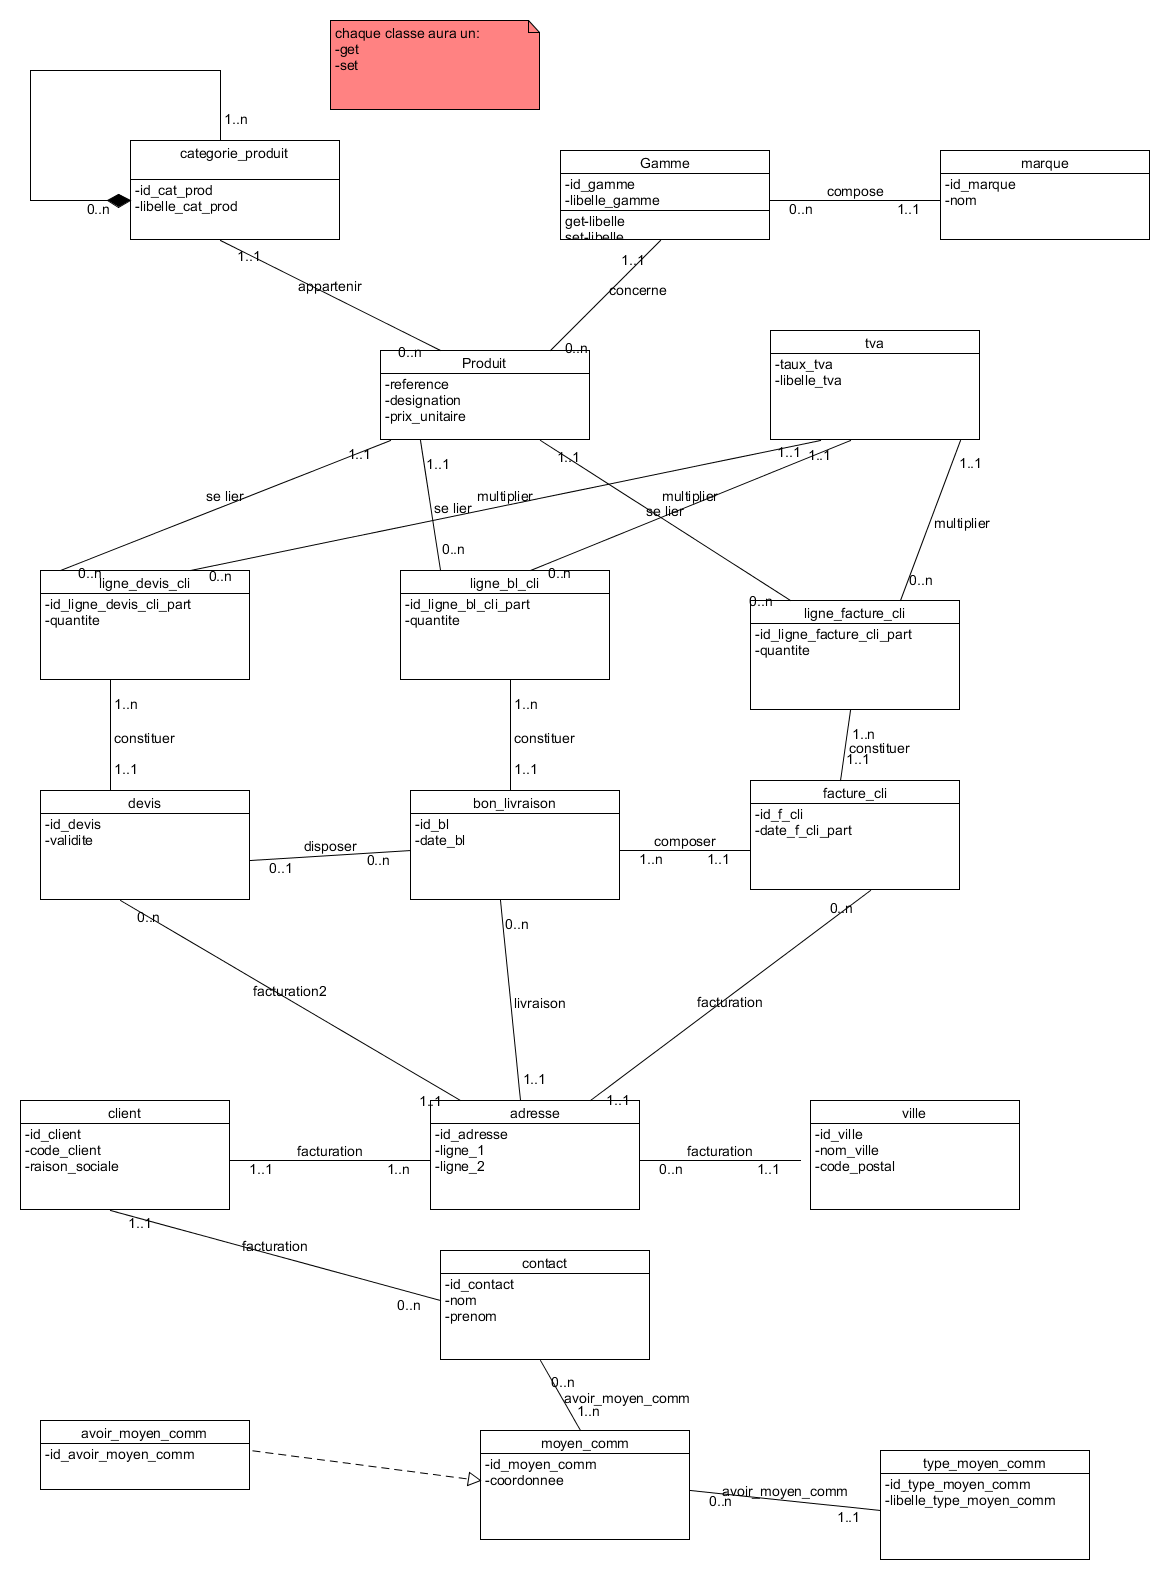 chaque classe aura un:
-get
-set
1..n
categorie_produit
-id_cat_prod
-libelle_cat_prod
0..n
Gamme
-id_gamme
-libelle_gamme
get-libelle
set-libelle
compose
0..n
1..1
marque
-id_marque
-nom
1..1
appartenir
0..n
1..1
concerne
0..n
Produit
-reference
-designation
-prix_unitaire
tva
-taux_tva
-libelle_tva
1..1
se lier
0..n
1..1
se lier
0..n
1..1
se lier
0..n
1..1
multiplier
0..n
1..1
multiplier
0..n
1..1
multiplier
0..n
ligne_devis_cli
-id_ligne_devis_cli_part
-quantite
ligne_bl_cli
-id_ligne_bl_cli_part
-quantite
ligne_facture_cli
-id_ligne_facture_cli_part
-quantite
1..n
constituer
1..1
1..n
constituer
1..1
1..n
constituer
1..1
devis
-id_devis
-validite
disposer
0..1
0..n
bon_livraison
-id_bl
-date_bl
composer
1..n
1..1
facture_cli
-id_f_cli
-date_f_cli_part
0..n
facturation2
1..1
0..n
livraison
1..1
0..n
facturation
1..1
client
-id_client
-code_client
-raison_sociale
facturation
1..1
1..n
adresse
-id_adresse
-ligne_1
-ligne_2
facturation
0..n
1..1
ville
-id_ville
-nom_ville
-code_postal
1..1
facturation
0..n
contact
-id_contact
-nom
-prenom
0..n
avoir_moyen_comm
1..n
avoir_moyen_comm
-id_avoir_moyen_comm
moyen_comm
-id_moyen_comm
-coordonnee
avoir_moyen_comm
0..n
1..1
type_moyen_comm
-id_type_moyen_comm
-libelle_type_moyen_comm